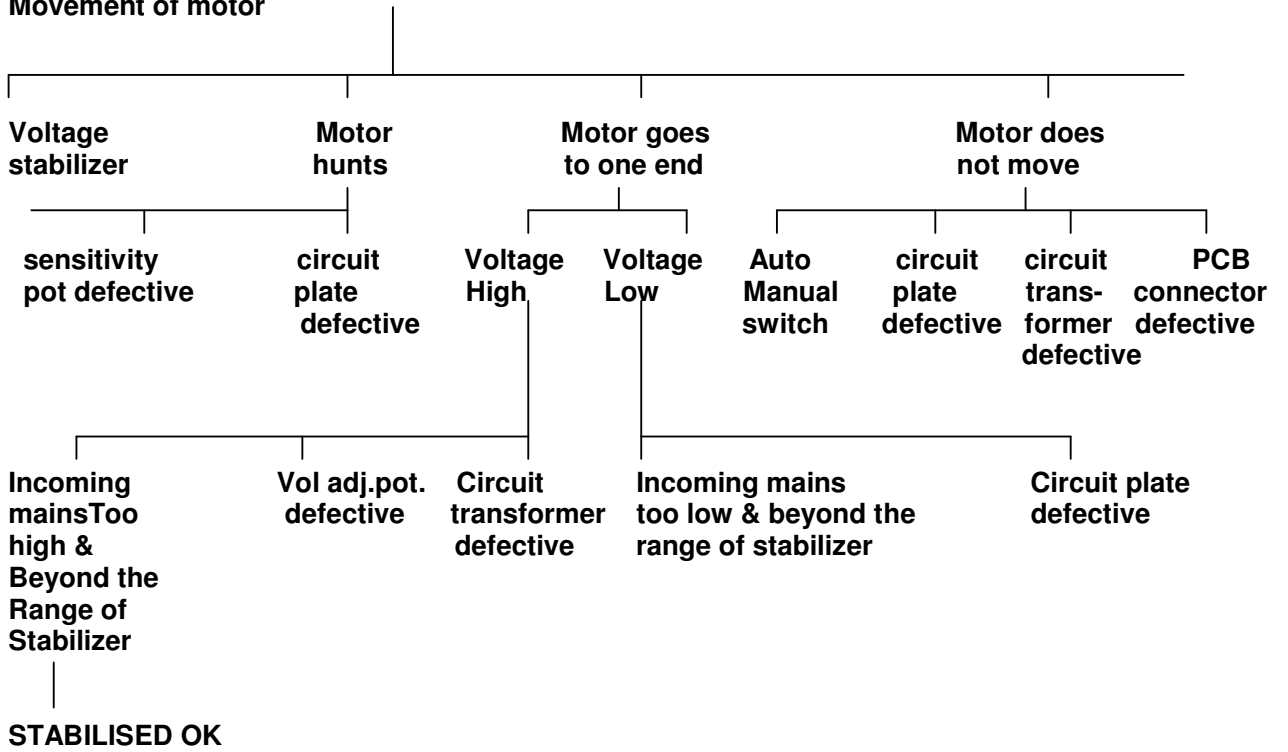 Movement of motor
Voltage
stabilizer
Motor
hunts
Motor goes
to one end
Motor does
not move
sensitivity
pot defective
circuit
plate
defective
Voltage
High
Voltage
Low
Auto
Manual
switch
circuit
plate
defective
circuit
trans-
former
defective
PCB
connector
defective
Incoming
mainsToo
high &
Beyond the
Range of
Stabilizer
Vol adj.pot.
defective
Circuit
transformer
defective
Incoming mains
too low & beyond the
range of stabilizer
Circuit plate
defective
STABILISED OK